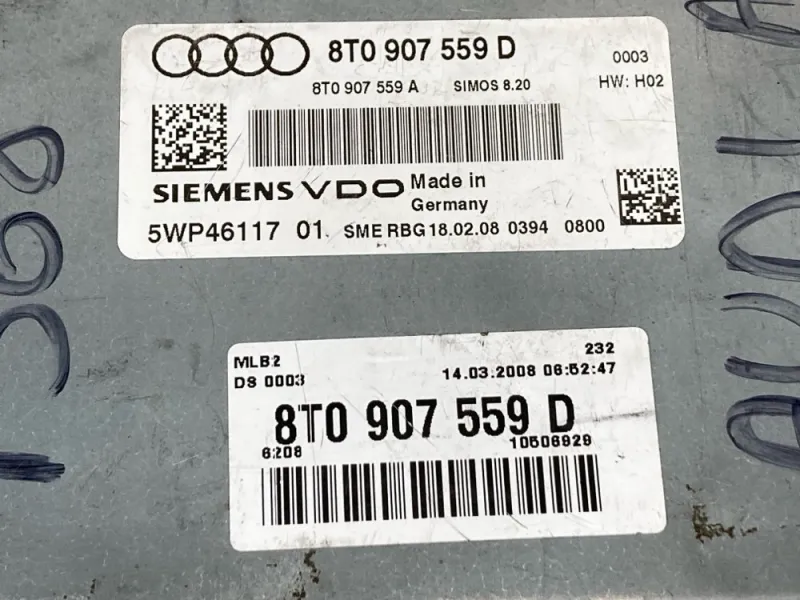 8T0 907 559 D
0003
8T0 907 559 A SIMOS 8.20
HW: H02
SIEMENS VDO Made in
Germany
5WP46117 01 SME RBG 18.02.08 0394 0800
MLB2
232
DS 0003
14.03.2008 06:52:47
8T0 907 559 D
6208
10506929
AUDI A